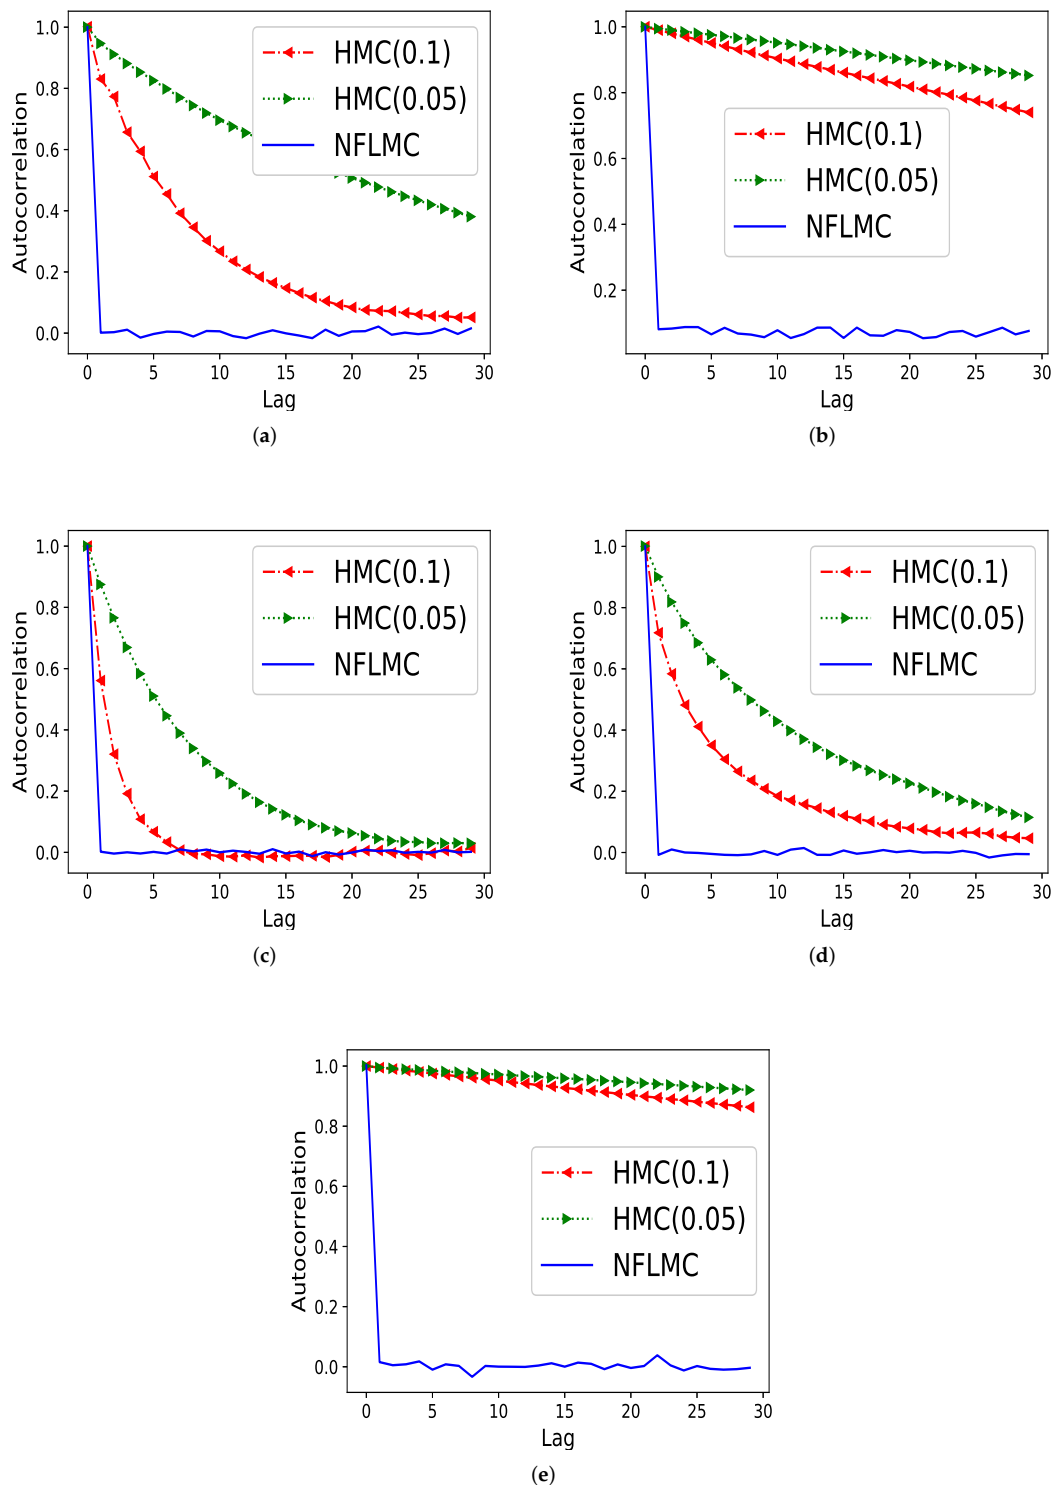 1.0
0.8
0.6
0.4
0.2
0.0
Autocorrelation
HMC(0.1)
HMC(0.05)
NFLMC
0 5 10 15 20 25 30
Lag
(a)
1.0
0.8
0.6
0.4
0.2
Autocorrelation
HMC(0.1)
HMC(0.05)
NFLMC
0 5 10 15 20 25 30
Lag
(b)
1.0
0.8
0.6
0.4
0.2
0.0
Autocorrelation
HMC(0.1)
HMC(0.05)
NFLMC
0 5 10 15 20 25 30
Lag
(c)
1.0
0.8
0.6
0.4
0.2
0.0
Autocorrelation
HMC(0.1)
HMC(0.05)
NFLMC
0 5 10 15 20 25 30
Lag
(d)
1.0
0.8
0.6
0.4
0.2
0.0
Autocorrelation
HMC(0.1)
HMC(0.05)
NFLMC
0 5 10 15 20 25 30
Lag
(e)